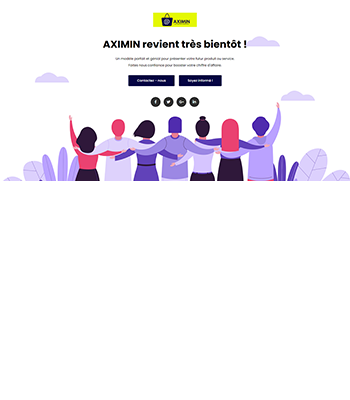 AXIMIN
AXIMIN revient très bientôt !
Un modèle parfait et génial pour présenter votre futur produit ou service.
Faites nous confiance pour booster votre chiffre d'affaire.
Contactez - nous
Soyez informé !